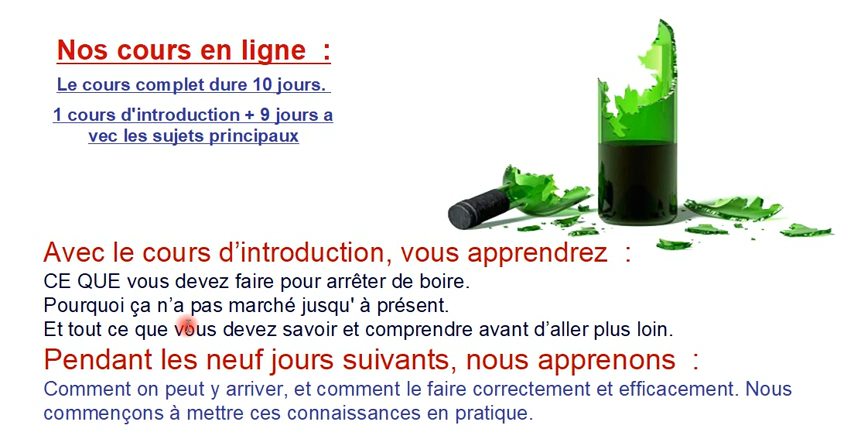 Nos cours en ligne :
Le cours complet dure 10 jours.
1 cours d'introduction + 9 jours a
vec les sujets principaux
Avec le cours d’introduction, vous apprendrez :
CE QUE vous devez faire pour arrêter de boire.
Pourquoi ça n’a pas marché jusqu' à présent.
Et tout ce que vous devez savoir et comprendre avant d’aller plus loin.
Pendant les neuf jours suivants, nous apprenons :
Comment on peut y arriver, et comment le faire correctement et efficacement. Nous
commençons à mettre ces connaissances en pratique.